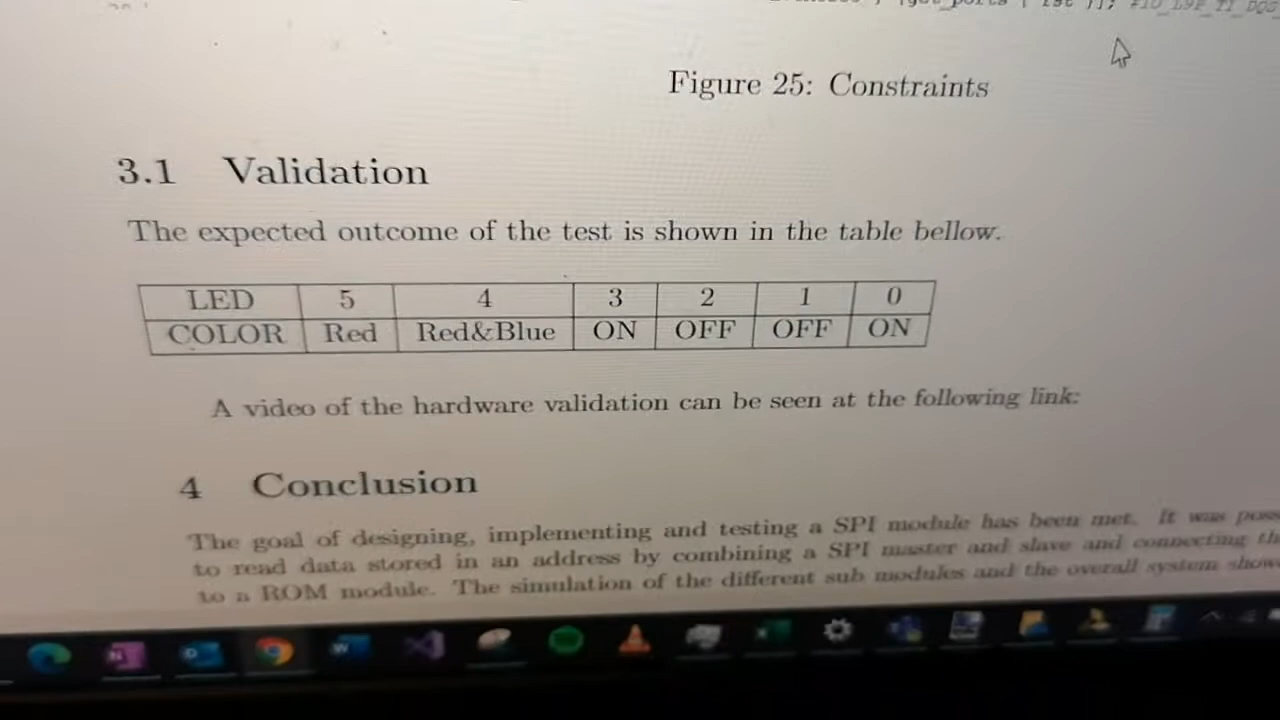 Figure 25: Constraints
3.1 Validation
The expected outcome of the test is shown in the table bellow.
LED 5 4 3 2 1 0
COLOR Red Red&Blue ON OFF OFF ON
A video of the hardware validation can be seen at the following link:
4 Conclusion
The goal of designing, implementing and testing a SPI module has been met. It was
to read data stored in an address by combining a SPI master and slave and connecting
to a ROM module. The simulation of the different sub modules and the overall system